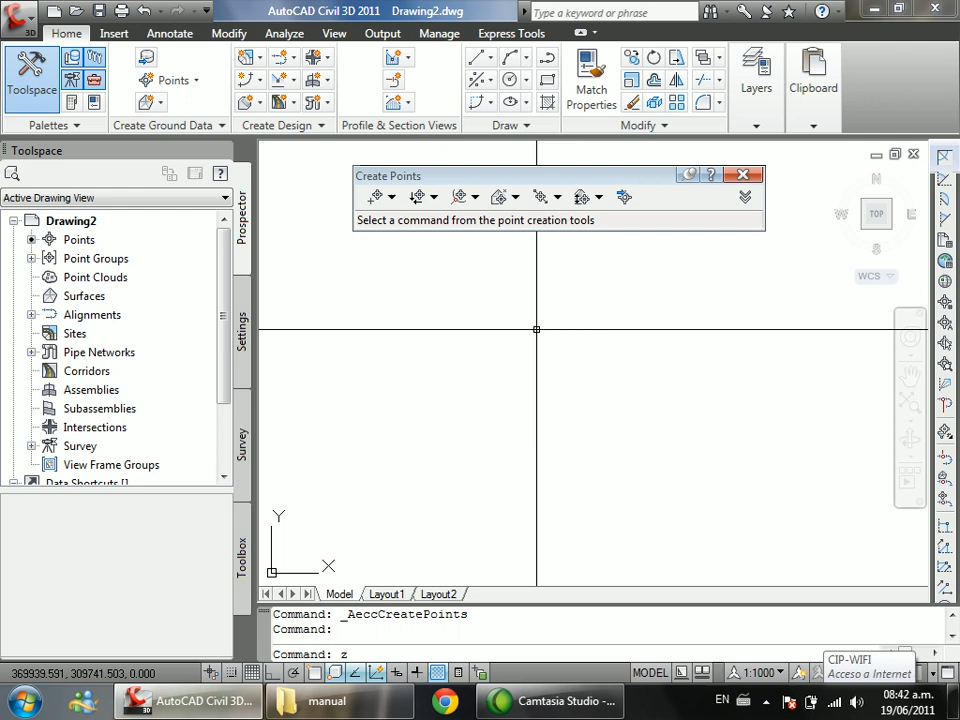 AutoCAD Civil 3D 2011 Drawing2.dwg
Type a keyword or phrase
3D
Home Insert Annotate Modify Analyze View Output Manage Express Tools
Toolspace
Points
Match
Properties
Layers
Clipboard
Palettes
Create Ground Data
Create Design
Profile & Section Views
Draw
Modify
Toolspace
Active Drawing View
Drawing2
Points
Point Groups
Point Clouds
Surfaces
Alignments
Sites
Pipe Networks
Corridors
Assemblies
Subassemblies
Intersections
Survey
View Frame Groups
Data Shortcuts []
Prospector
Settings
Survey
Toolbox
Create Points
Select a command from the point creation tools
N
W TOP E
S
WCS
Y
X
Model Layout1 Layout2
Command: _AeccCreatePoints
Command:
Command: z
369939.591, 309741.503, 0.000
MODEL
1:1000
CIP-WIFI
Acceso a Internet
AutoCAD Civil 3D...
manual
Camtasia Studio -...
EN
08:42 a.m.
19/06/2011